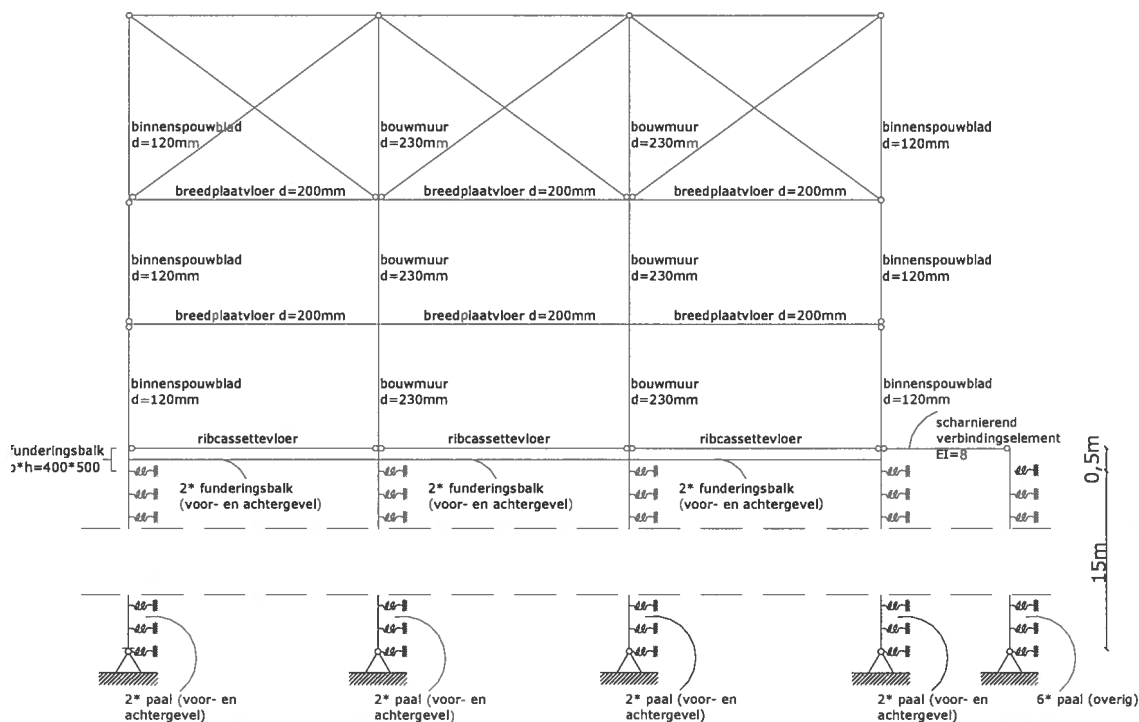 binnenspouwblad
d=120mm
bouwmuur
d=230mm
bouwmuur
d=230mm
binnenspouwblad
d=120mm
breedplaatvloer d=200mm
breedplaatvloer d=200mm
breedplaatvloer d=200mm
binnenspouwblad
d=120mm
bouwmuur
d=230mm
bouwmuur
d=230mm
binnenspouwblad
d=120mm
breedplaatvloer d=200mm
breedplaatvloer d=200mm
breedplaatvloer d=200mm
binnenspouwblad
d=120mm
bouwmuur
d=230mm
bouwmuur
d=230mm
binnenspouwblad
d=120mm
scharnierend
verbindingselement
EI=8
ribcassettevloer
ribcassettevloer
ribcassettevloer
funderingsbalk
b*h=400*500
0,5m
2* funderingsbalk
(voor- en achtergevel)
2* funderingsbalk
(voor- en achtergevel)
2* funderingsbalk
(voor- en achtergevel)
15m
2* paal (voor- en
achtergevel)
2* paal (voor- en
achtergevel)
2* paal (voor- en
achtergevel)
2* paal (voor- en
achtergevel)
6* paal (overig)